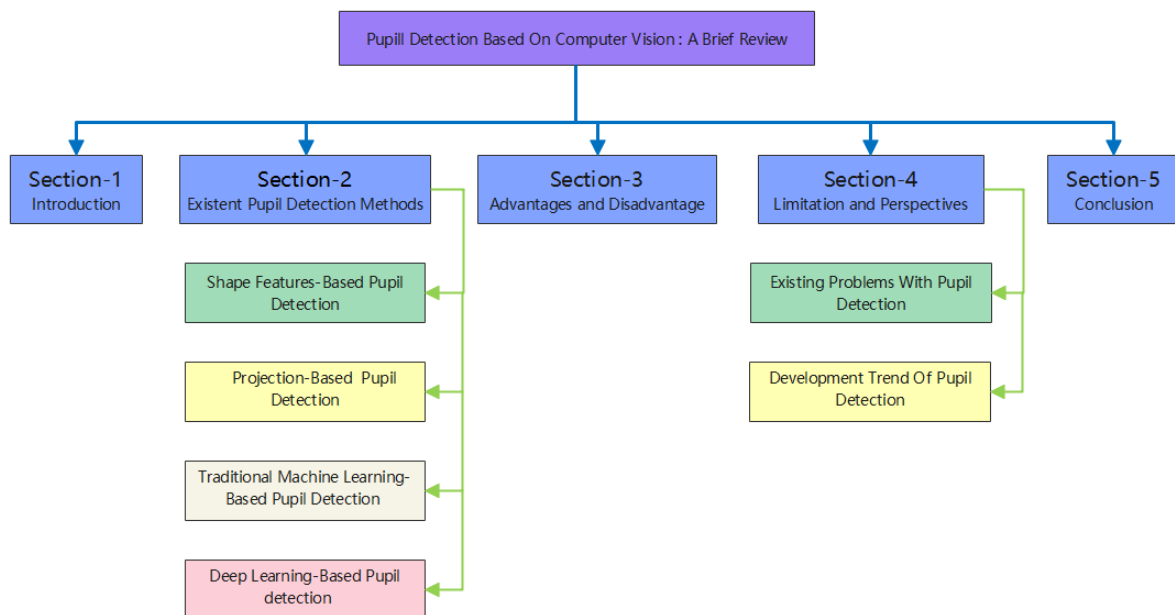 Pupill Detection Based On Computer Vision : A Brief Review
Section-1
Introduction
Section-2
Existent Pupil Detection Methods
Section-3
Advantages and Disadvantage
Section-4
Limitation and Perspectives
Section-5
Conclusion
Shape Features-Based Pupil
Detection
Projection-Based Pupil
Detection
Traditional Machine Learning-
Based Pupil Detection
Deep Learning-Based Pupil
detection
Existing Problems With Pupil
Detection
Development Trend Of Pupil
Detection